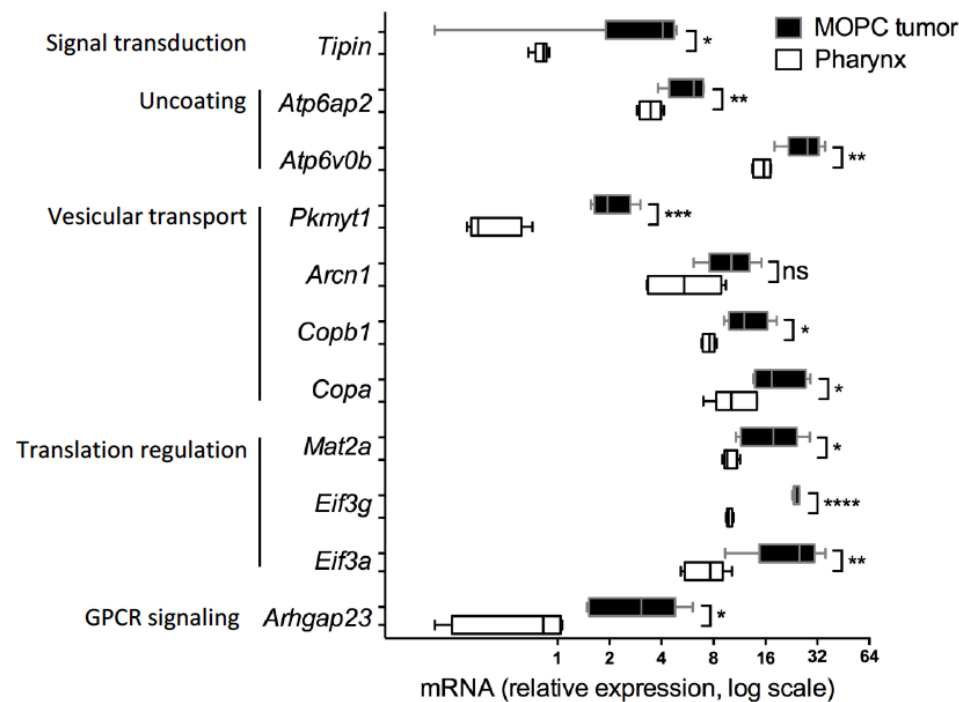 MOPC tumor
Pharynx
Signal transduction
Tipin
*
Uncoating
Atp6ap2
**
Atp6v0b
**
Vesicular transport
Pkmyt1
***
Arcn1
ns
Copb1
*
Copa
*
Translation regulation
Mat2a
*
Eif3g
****
Eif3a
**
GPCR signaling
Arhgap23
*
1 2 4 8 16 32 64
mRNA (relative expression, log scale)